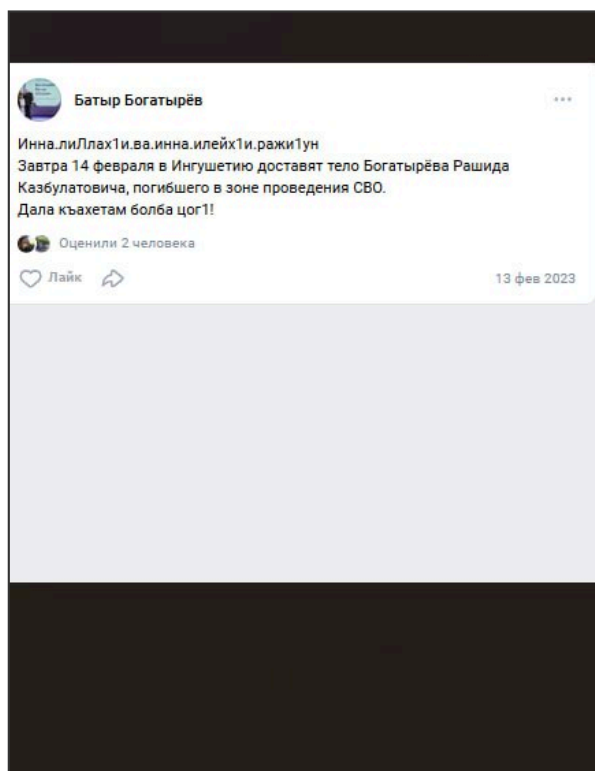 Батыр Богатырёв
Инна.лиЛлах1и.ва.инна.илейх1и.ражи1ун
Завтра 14 февраля в Ингушетию доставят тело Богатырёва Рашида
Казбулатовича, погибшего в зоне проведения СВО.
Дала къахетам болба цог1!
Оценили 2 человека
Лайк
13 фев 2023